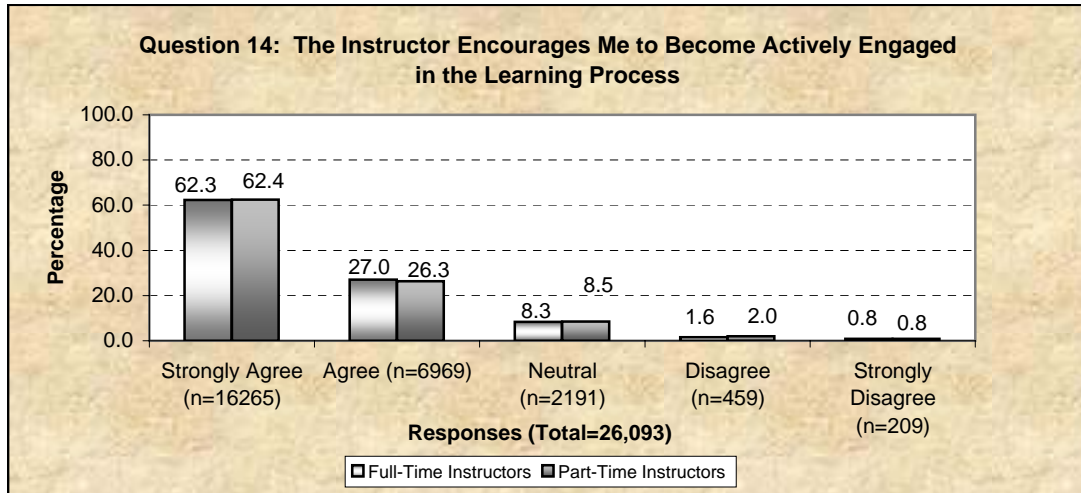 Question 14:  The Instructor Encourages Me to Become Actively Engaged
in the Learning Process
Percentage
100.0
80.0
60.0
40.0
20.0
0.0
62.3
62.4
27.0
26.3
8.3
8.5
1.6
2.0
0.8
0.8
Strongly Agree
(n=16265)
Agree (n=6969)
Neutral
(n=2191)
Disagree
(n=459)
Strongly
Disagree
(n=209)
Responses (Total=26,093)
Full-Time Instructors
Part-Time Instructors